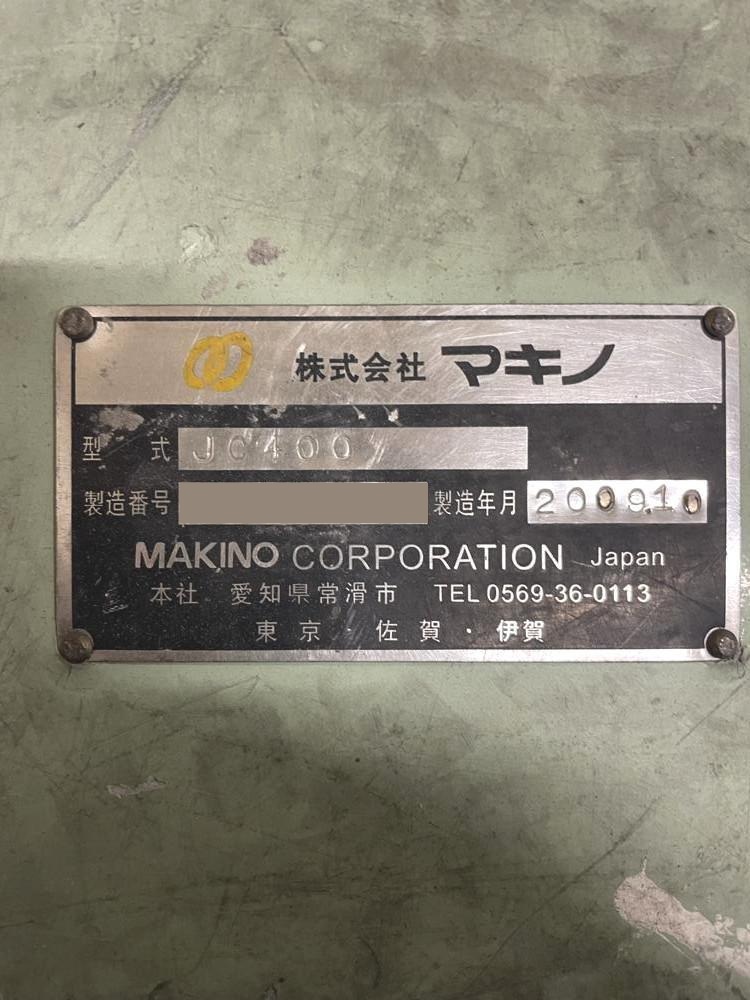 株式会社 マキノ
型 式 JC400
製造番号 製造年月 2009.10
MAKINO CORPORATION Japan
本社 愛知県常滑市 TEL 0569-36-0113
東京・佐賀・伊賀